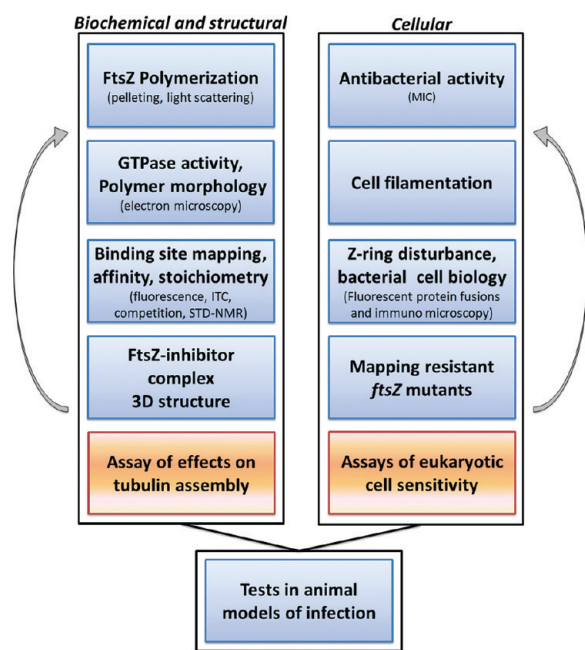 Biochemical and structural
FtsZ Polymerization
(pelleting, light scattering)
GTPase activity,
Polymer morphology
(electron microscopy)
Binding site mapping,
affinity, stoichiometry
(fluorescence, ITC,
competition, STD-NMR)
FtsZ-inhibitor
complex
3D structure
Assay of effects on
tubulin assembly
Cellular
Antibacterial activity
(MIC)
Cell filamentation
Z-ring disturbance,
bacterial cell biology
(Fluorescent protein fusions
and immuno microscopy)
Mapping resistant
ftsZ mutants
Assays of eukaryotic
cell sensitivity
Tests in animal
models of infection